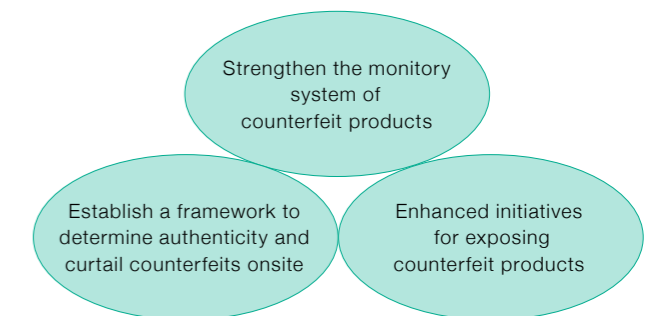 Strengthen the monitory
system of
counterfeit products
Establish a framework to
determine authenticity and
curtail counterfeits onsite
Enhanced initiatives
for exposing
counterfeit products